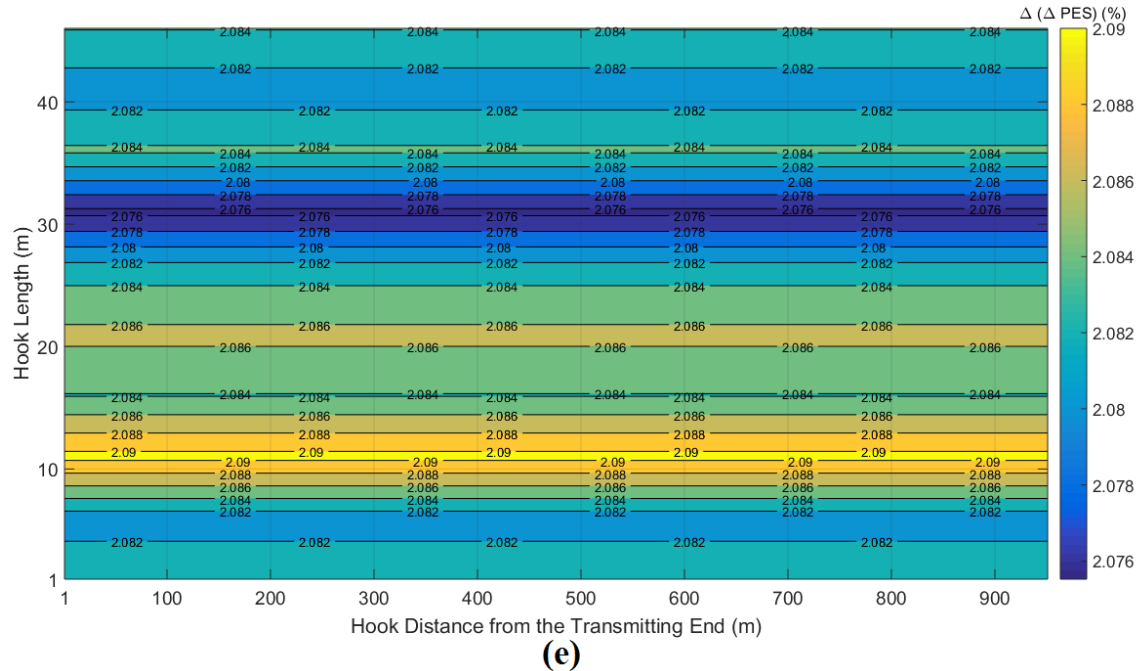 Δ (Δ PES) (%)
2.084 2.084 2.084 2.084 2.084
2.09
2.082 2.082 2.082 2.082 2.082
2.088
40
2.082 2.082 2.082 2.082 2.082
2.084 2.084 2.084 2.084 2.084
2.084 2.084 2.084 2.084 2.084
2.082 2.082 2.082 2.082 2.082
2.08 2.08 2.08 2.08 2.08
2.086
2.078 2.078 2.078 2.078 2.078
2.076 2.076 2.076 2.076 2.076
2.076 2.076 2.076 2.076 2.076
30
2.078 2.078 2.078 2.078 2.078
2.08 2.08 2.08 2.08 2.08
2.084
2.082 2.082 2.082 2.082 2.082
2.084 2.084 2.084 2.084 2.084
Hook Length (m)
2.086 2.086 2.086 2.086 2.086
2.082
20
2.086 2.086 2.086 2.086 2.086
2.084 2.084 2.084 2.084 2.084 2.084 2.084 2.084 2.084 2.084
2.08
2.086 2.086 2.086 2.086 2.086
2.088 2.088 2.088 2.088 2.088
2.09 2.09 2.09 2.09 2.09
2.09 2.09 2.09 2.09 2.09
10
2.088 2.088 2.088 2.088 2.088
2.078
2.086 2.086 2.086 2.086 2.086
2.084 2.084 2.084 2.084 2.084
2.082 2.082 2.082 2.082 2.082
2.082 2.082 2.082 2.082 2.082
2.076
1
1 100 200 300 400 500 600 700 800 900
Hook Distance from the Transmitting End (m)
(e)